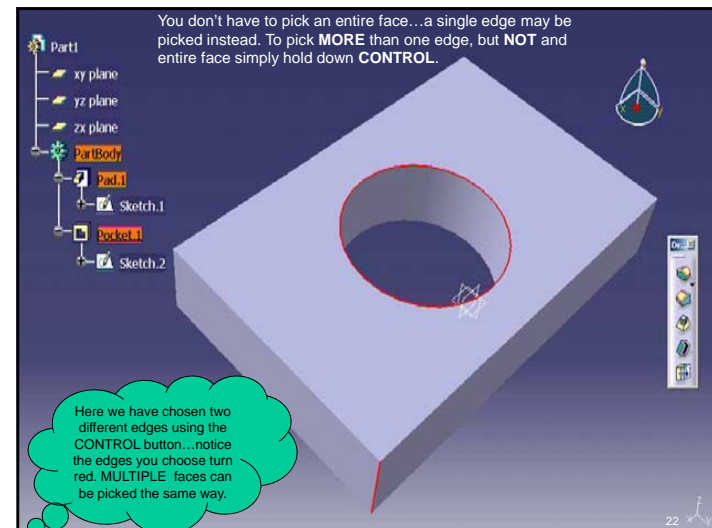 You don’t have to pick an entire face…a single edge may be
picked instead. To pick MORE than one edge, but NOT and
entire face simply hold down CONTROL.
Part1
xy plane
yz plane
zx plane
PartBody
Pad.1
Sketch.1
Pocket.1
Sketch.2
x
y
Dr...
Here we have chosen two
different edges using the
CONTROL button…notice
the edges you choose turn
red. MULTIPLE faces can
be picked the same way.
22
z